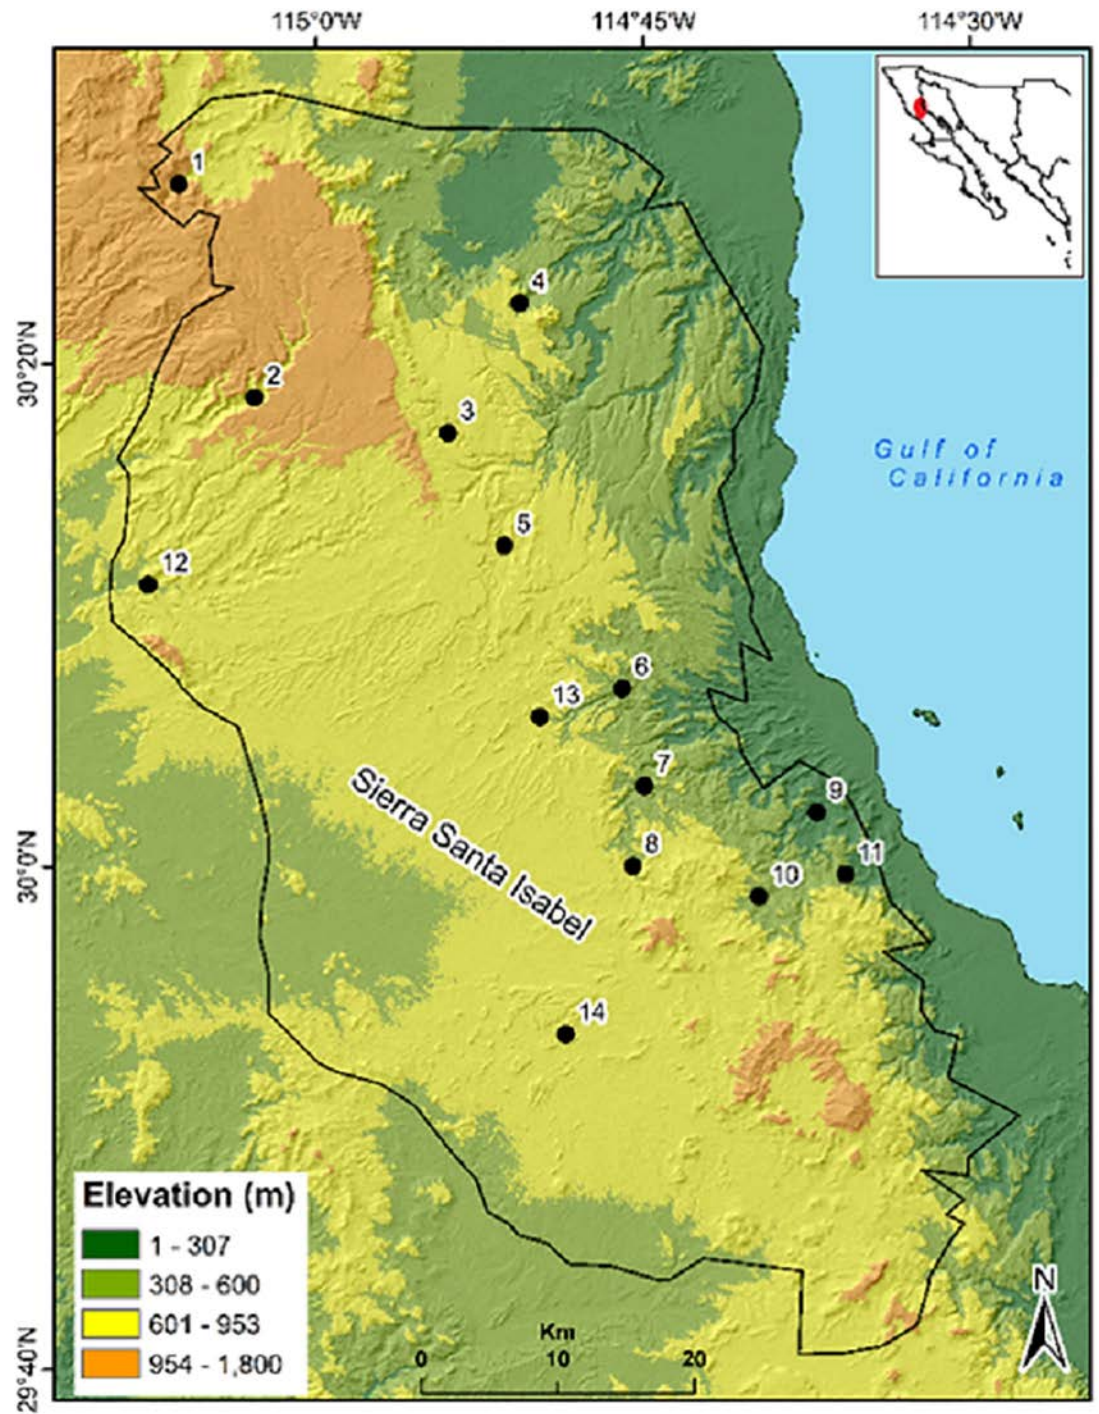 115°0'W 114°45'W 114°30'W
1
4
30°20'N
2
3
Gulf of
California
5
12
6
13
7
9
Sierra Santa Isabel
8
11
30°0'N
10
14
Elevation (m)
1 - 307
308 - 600
601 - 953
954 - 1,800
Km
0 10 20
N
29°40'N